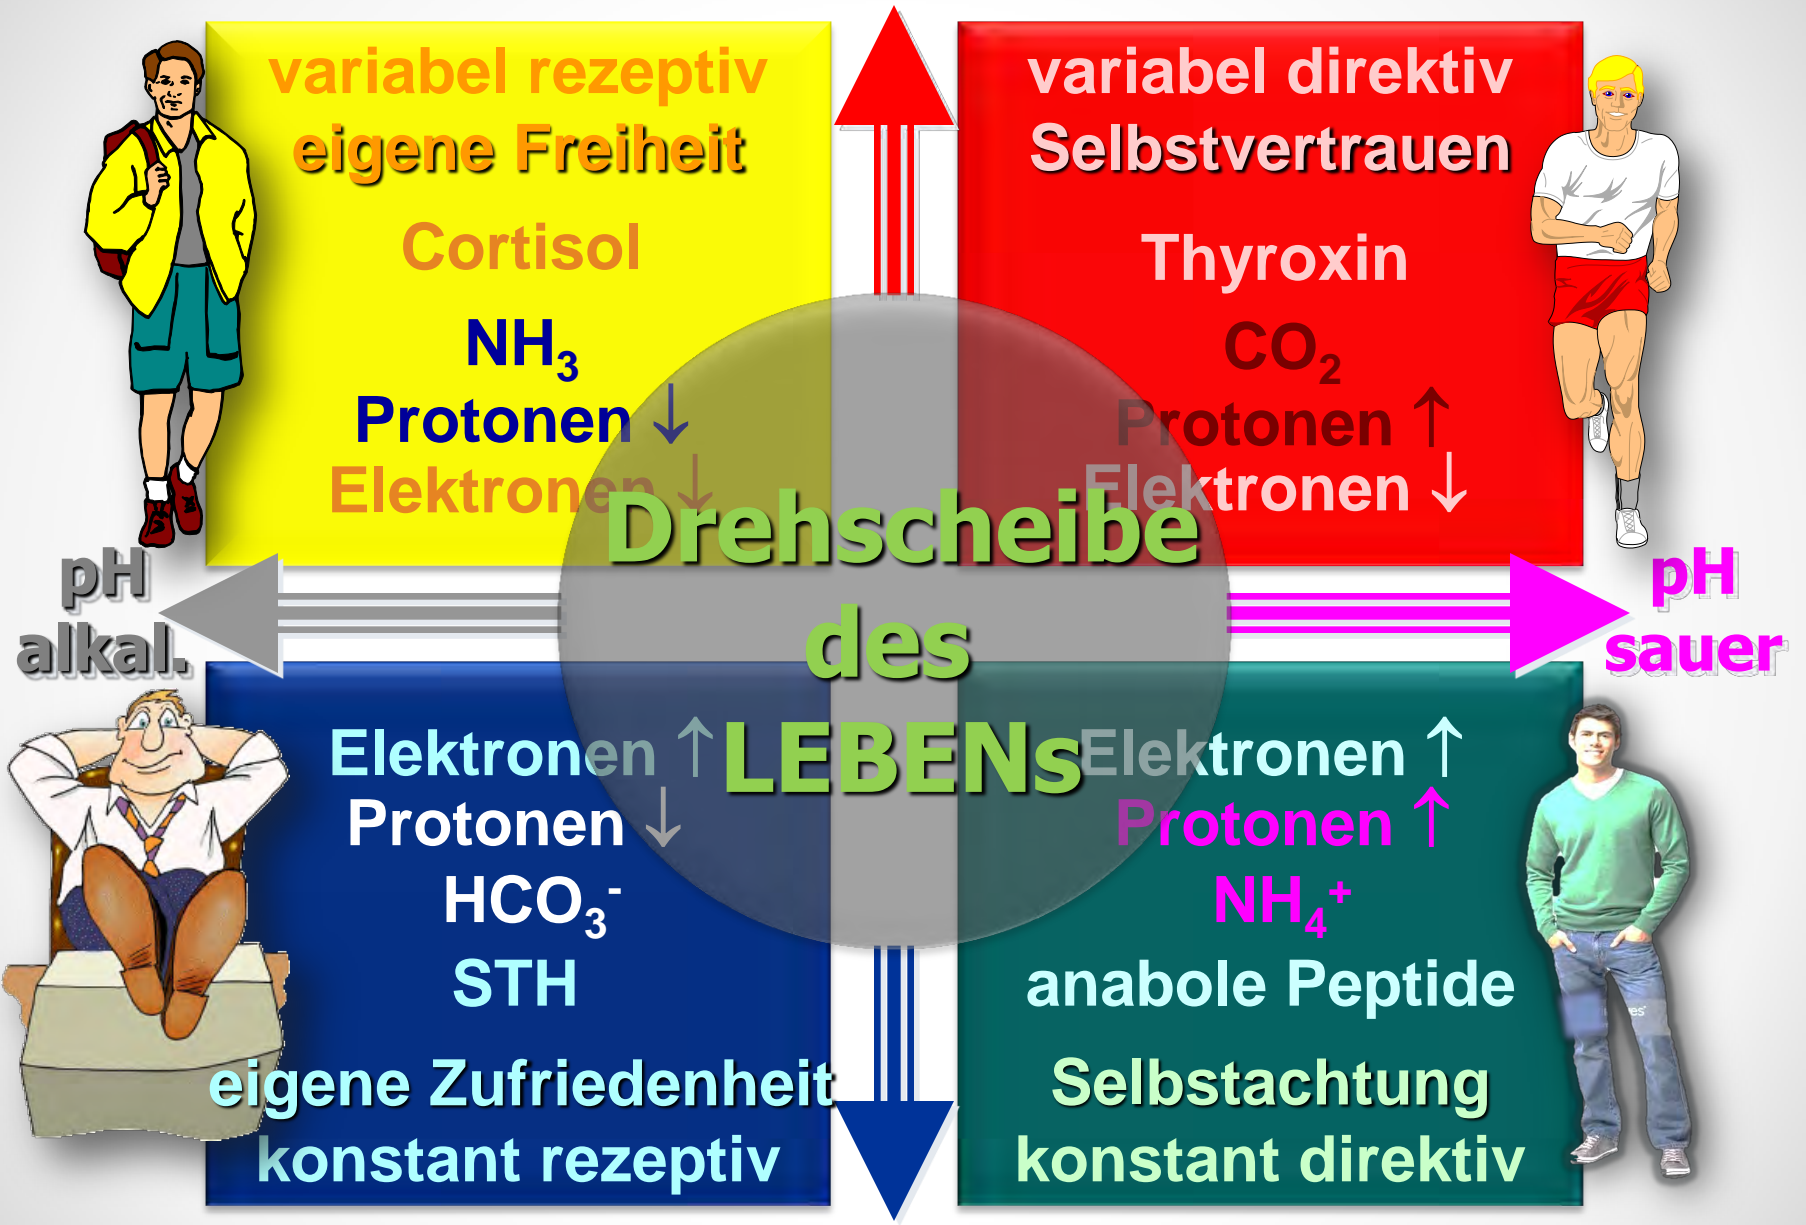 variabel rezeptiv
eigene Freiheit
Cortisol
NH₃
Protonen ↓
Elektronen ↓
variabel direktiv
Selbstvertrauen
Thyroxin
CO₂
Protonen ↑
Elektronen ↓
pH
alkal.
Drehscheibe
des
LEBENs
pH
sauer
Elektronen ↑
Protonen ↓
HCO₃⁻
STH
eigene Zufriedenheit
konstant rezeptiv
Elektronen ↑
Protonen ↑
NH₄⁺
anabole Peptide
Selbstachtung
konstant direktiv